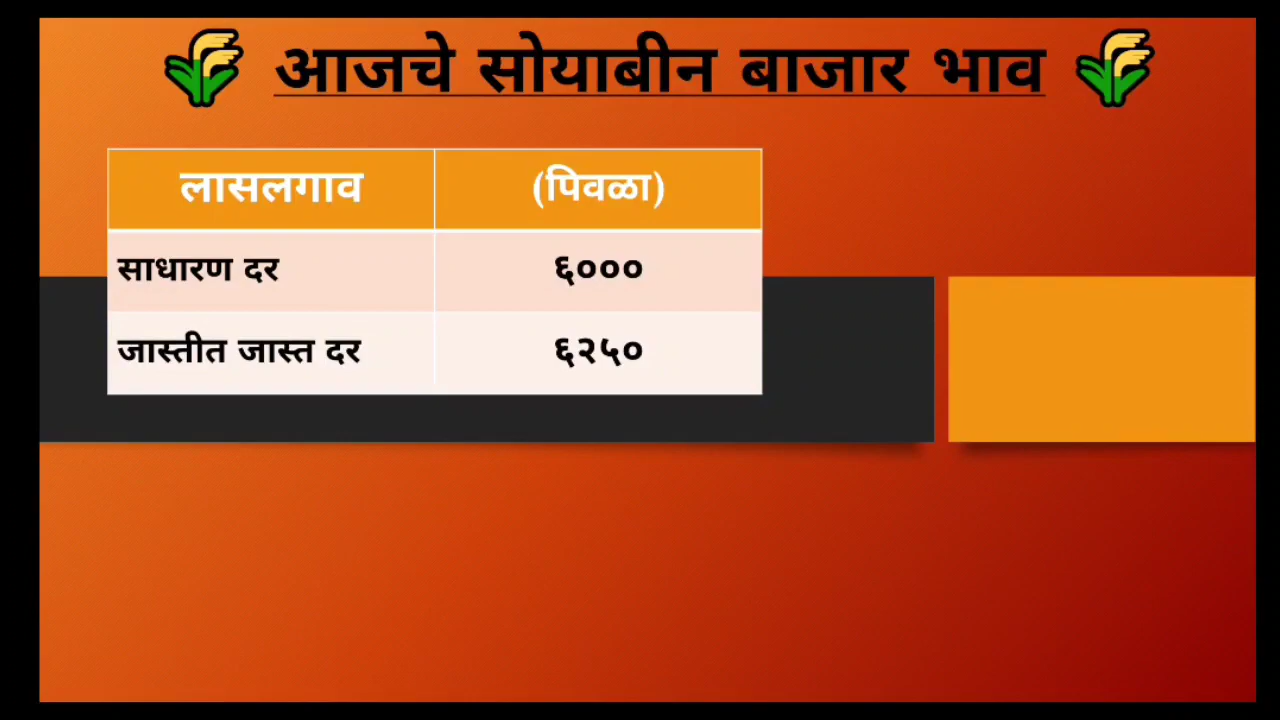 आजचे सोयाबीन बाजार भाव
लासलगाव (पिवळा)
साधारण दर ६०००
जास्तीत जास्त दर ६२५०